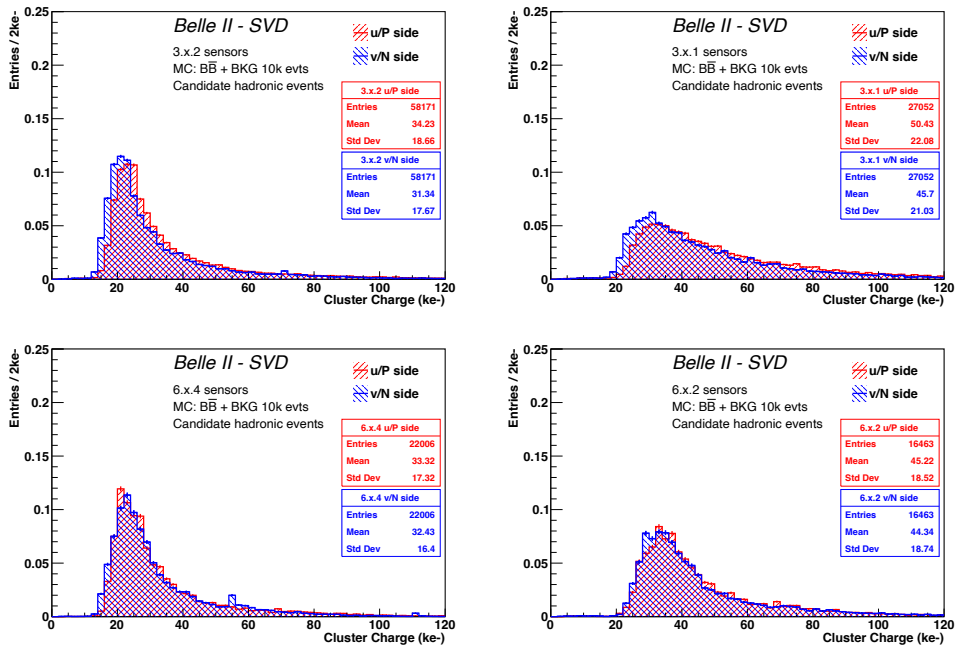 Entries / 2ke-
0.25
0.2
0.15
0.1
0.05
0
Belle II - SVD
3.x.2 sensors
MC: BB̅ + BKG 10k evts
Candidate hadronic events
u/P side
v/N side
3.x.2 u/P side
Entries 58171
Mean 34.23
Std Dev 18.66
3.x.2 v/N side
Entries 58171
Mean 31.34
Std Dev 17.67
0 20 40 60 80 100 120
Cluster Charge (ke-)
Entries / 2ke-
0.25
0.2
0.15
0.1
0.05
0
Belle II - SVD
3.x.1 sensors
MC: BB̅ + BKG 10k evts
Candidate hadronic events
u/P side
v/N side
3.x.1 u/P side
Entries 27052
Mean 50.43
Std Dev 22.08
3.x.1 v/N side
Entries 27052
Mean 45.7
Std Dev 21.03
0 20 40 60 80 100 120
Cluster Charge (ke-)
Entries / 2ke-
0.25
0.2
0.15
0.1
0.05
0
Belle II - SVD
6.x.4 sensors
MC: BB̅ + BKG 10k evts
Candidate hadronic events
u/P side
v/N side
6.x.4 u/P side
Entries 22006
Mean 33.32
Std Dev 17.32
6.x.4 v/N side
Entries 22006
Mean 32.43
Std Dev 16.4
0 20 40 60 80 100 120
Cluster Charge (ke-)
Entries / 2ke-
0.25
0.2
0.15
0.1
0.05
0
Belle II - SVD
6.x.2 sensors
MC: BB̅ + BKG 10k evts
Candidate hadronic events
u/P side
v/N side
6.x.2 u/P side
Entries 16463
Mean 45.22
Std Dev 18.52
6.x.2 v/N side
Entries 16463
Mean 44.34
Std Dev 18.74
0 20 40 60 80 100 120
Cluster Charge (ke-)